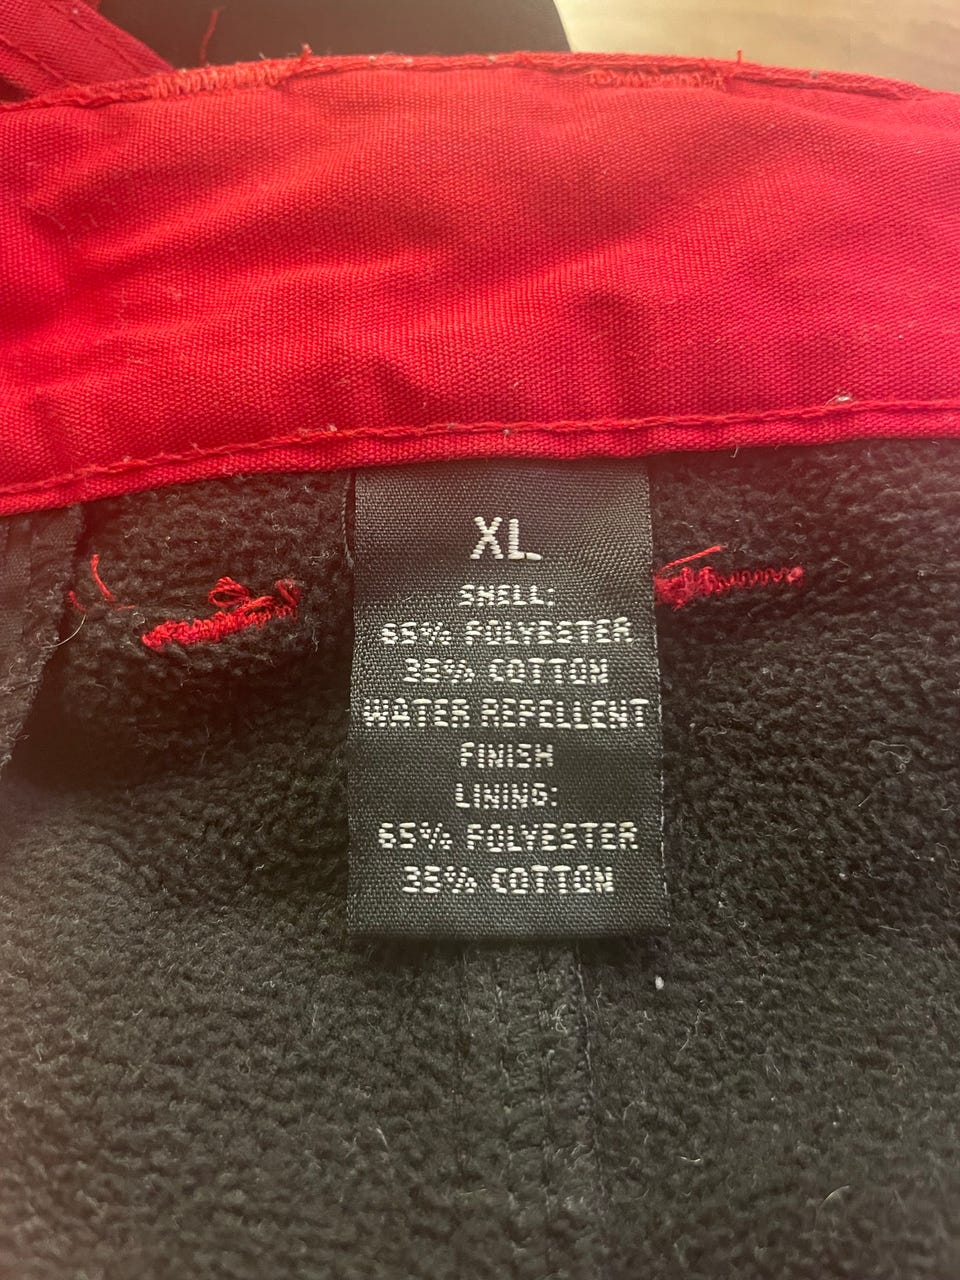 XL
SHELL:
65% POLYESTER
35% COTTON
WATER REPELLENT
FINISH
LINING:
65% POLYESTER
35% COTTON